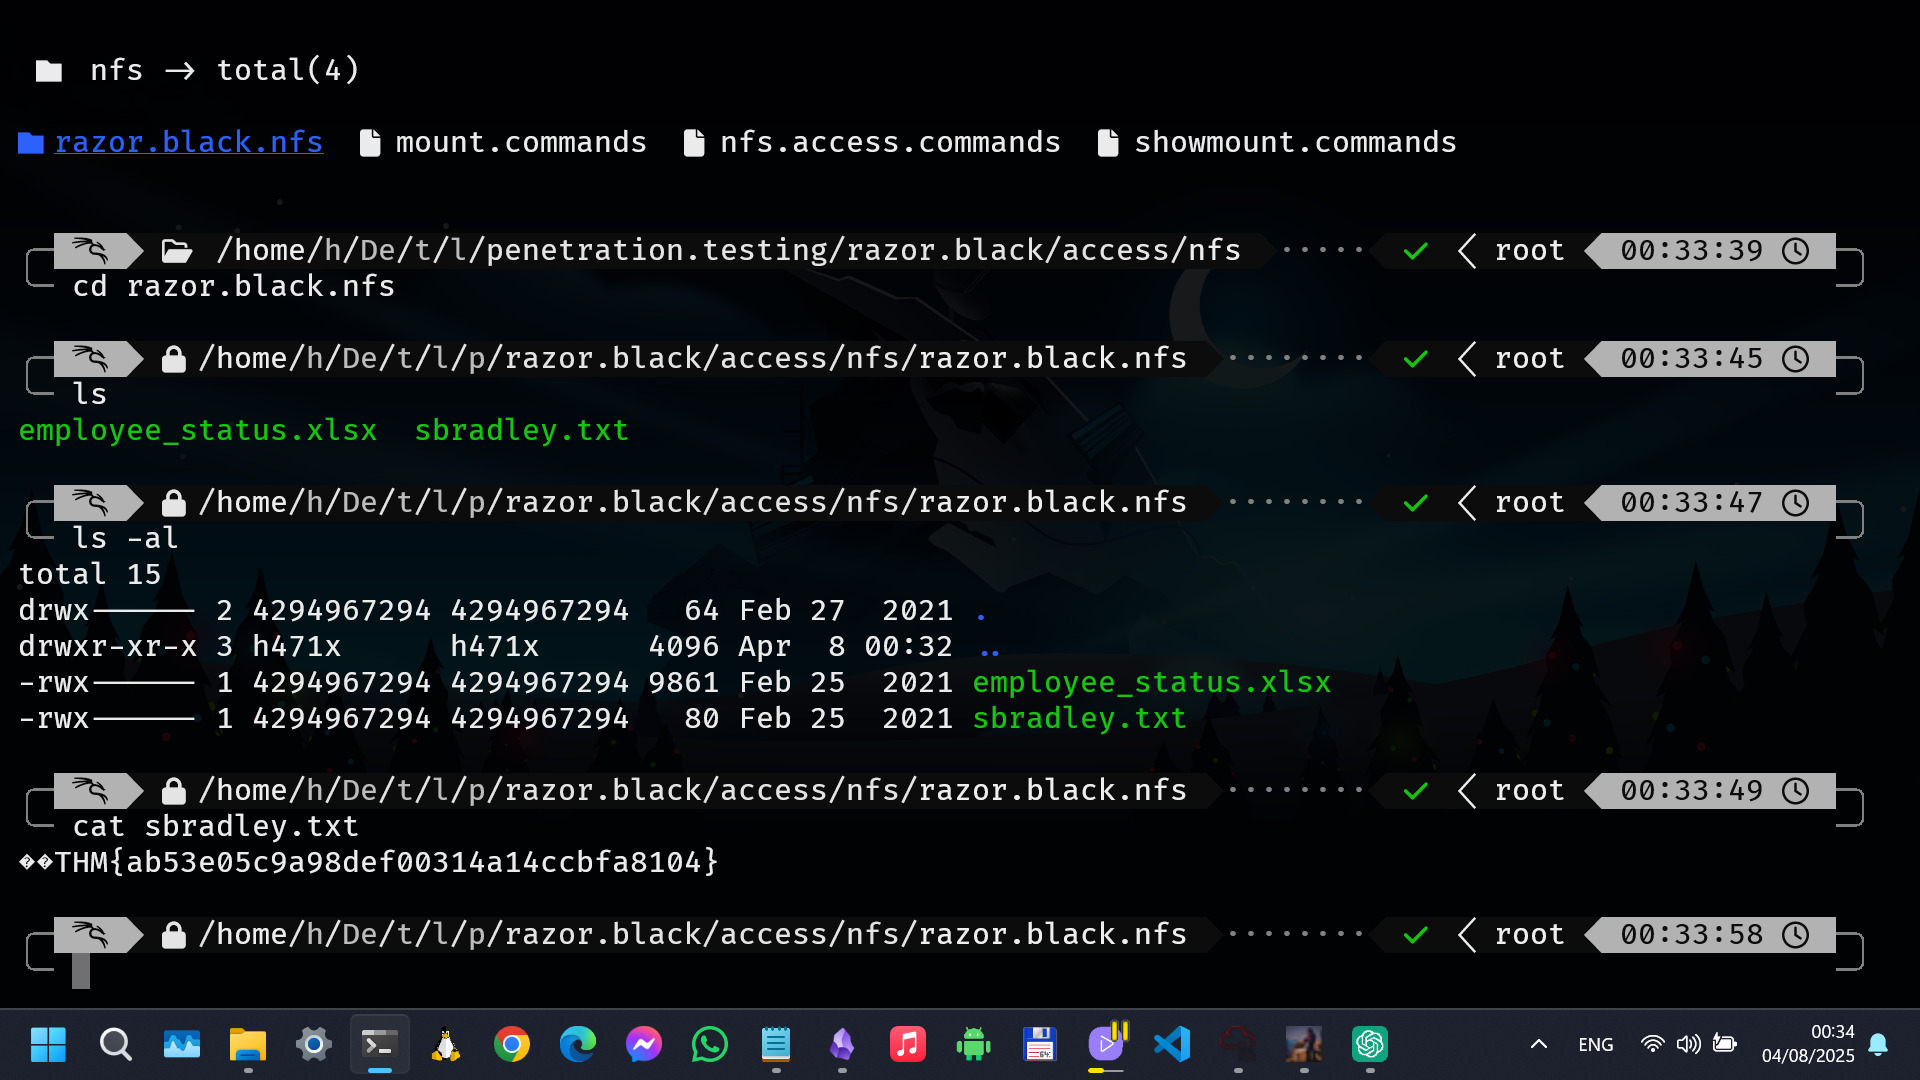 nfs → total(4)
razor.black.nfs mount.commands nfs.access.commands showmount.commands
/home/h/De/t/l/penetration.testing/razor.black/access/nfs ········ ✓ < root 00:33:39
cd razor.black.nfs
/home/h/De/t/l/p/razor.black/access/nfs/razor.black.nfs ········ ✓ < root 00:33:45
ls
employee_status.xlsx sbradley.txt
/home/h/De/t/l/p/razor.black/access/nfs/razor.black.nfs ········ ✓ < root 00:33:47
ls -al
total 15
drwx------ 2 4294967294 4294967294 64 Feb 27 2021 .
drwxr-xr-x 3 h471x h471x 4096 Apr 8 00:32 ..
-rwx------ 1 4294967294 4294967294 9861 Feb 25 2021 employee_status.xlsx
-rwx------ 1 4294967294 4294967294 80 Feb 25 2021 sbradley.txt
/home/h/De/t/l/p/razor.black/access/nfs/razor.black.nfs ········ ✓ < root 00:33:49
cat sbradley.txt
��THM{ab53e05c9a98def00314a14ccbfa8104}
/home/h/De/t/l/p/razor.black/access/nfs/razor.black.nfs ········ ✓ < root 00:33:58
ENG
00:34
04/08/2025